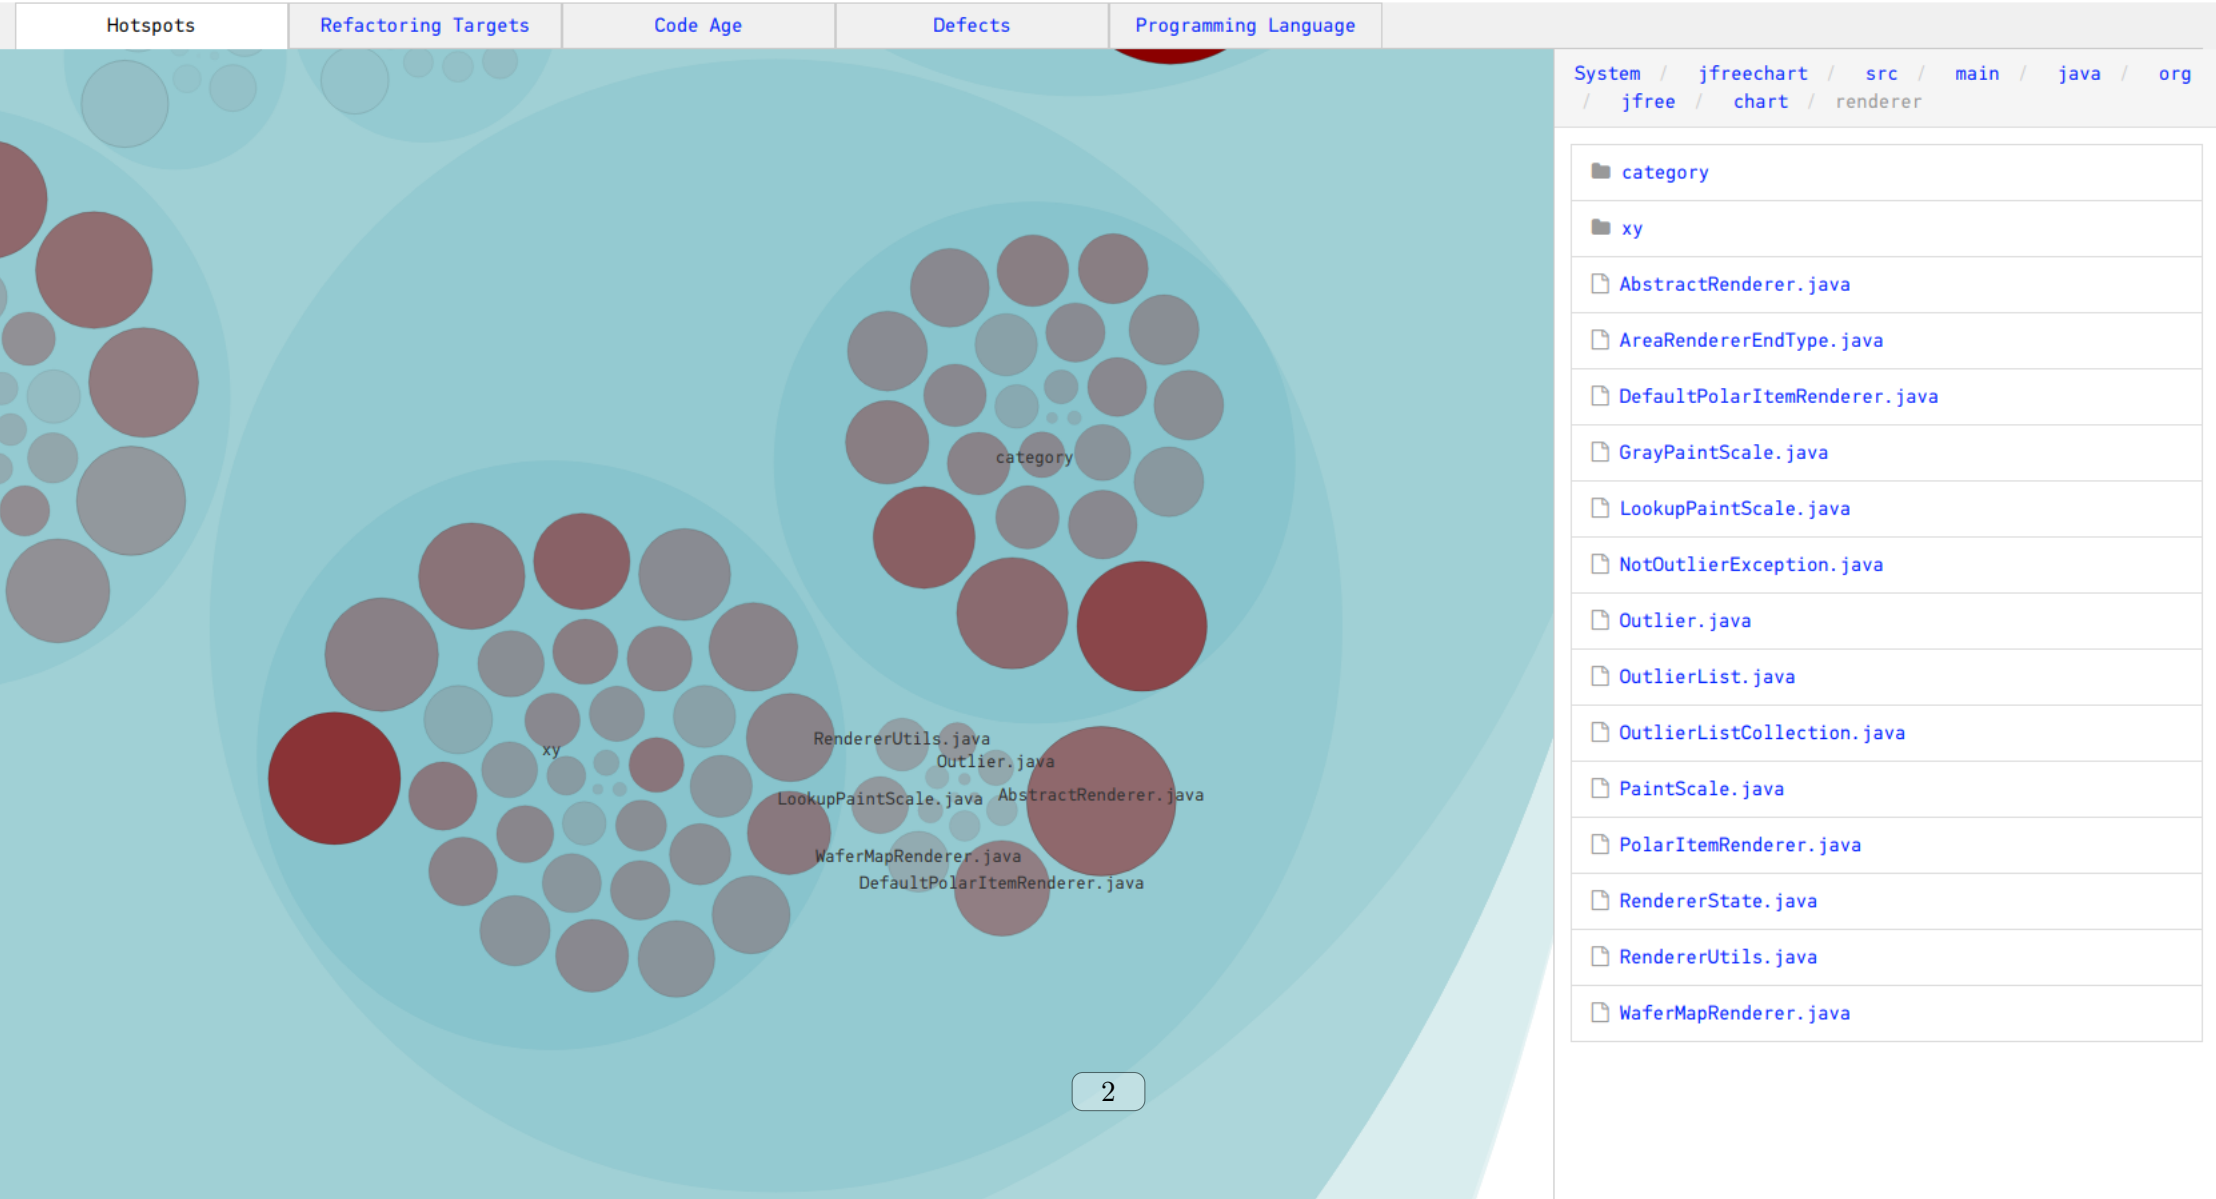 Hotspots
Refactoring Targets
Code Age
Defects
Programming Language
System / jfreechart / src / main / java / org
/ jfree / chart / renderer
category
xy
AbstractRenderer.java
AreaRendererEndType.java
DefaultPolarItemRenderer.java
GrayPaintScale.java
LookupPaintScale.java
NotOutlierException.java
Outlier.java
OutlierList.java
OutlierListCollection.java
PaintScale.java
PolarItemRenderer.java
RendererState.java
RendererUtils.java
WaferMapRenderer.java
category
xy
RendererUtils.java
Outlier.java
LookupPaintScale.java
AbstractRenderer.java
WaferMapRenderer.java
DefaultPolarItemRenderer.java
2